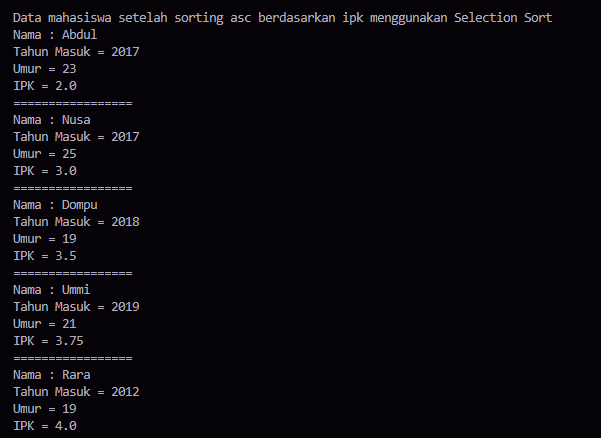 Data mahasiswa setelah sorting asc berdasarkan ipk menggunakan Selection Sort
Nama : Abdul
Tahun Masuk = 2017
Umur = 23
IPK = 2.0
=================
Nama : Nusa
Tahun Masuk = 2017
Umur = 25
IPK = 3.0
=================
Nama : Dompu
Tahun Masuk = 2018
Umur = 19
IPK = 3.5
=================
Nama : Ummi
Tahun Masuk = 2019
Umur = 21
IPK = 3.75
=================
Nama : Rara
Tahun Masuk = 2012
Umur = 19
IPK = 4.0